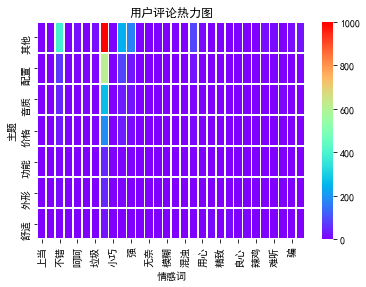 用户评论热力图
主题
其他
配置
音质
价格
功能
外形
舒适
上当
不错
呵呵
垃圾
小巧
强
无奈
模糊
混浊
用心
精致
良心
辣鸡
难听
骗
情感词
1000
800
600
400
200
0